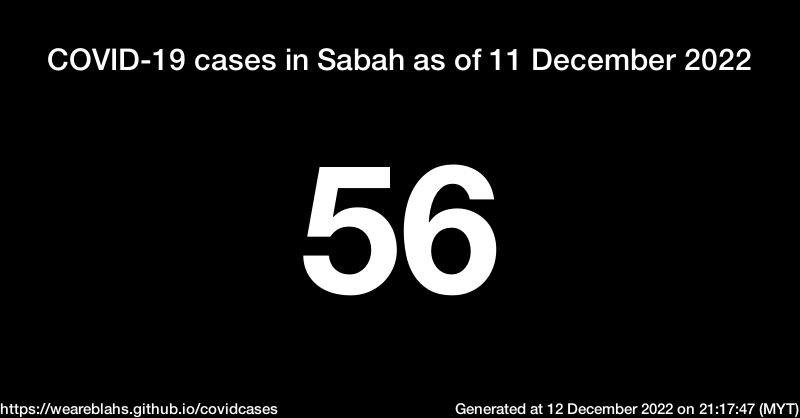 COVID-19 cases in Sabah as of 11 December 2022
56
https://weareblahs.github.io/covidcases
Generated at 12 December 2022 on 21:17:47 (MYT)